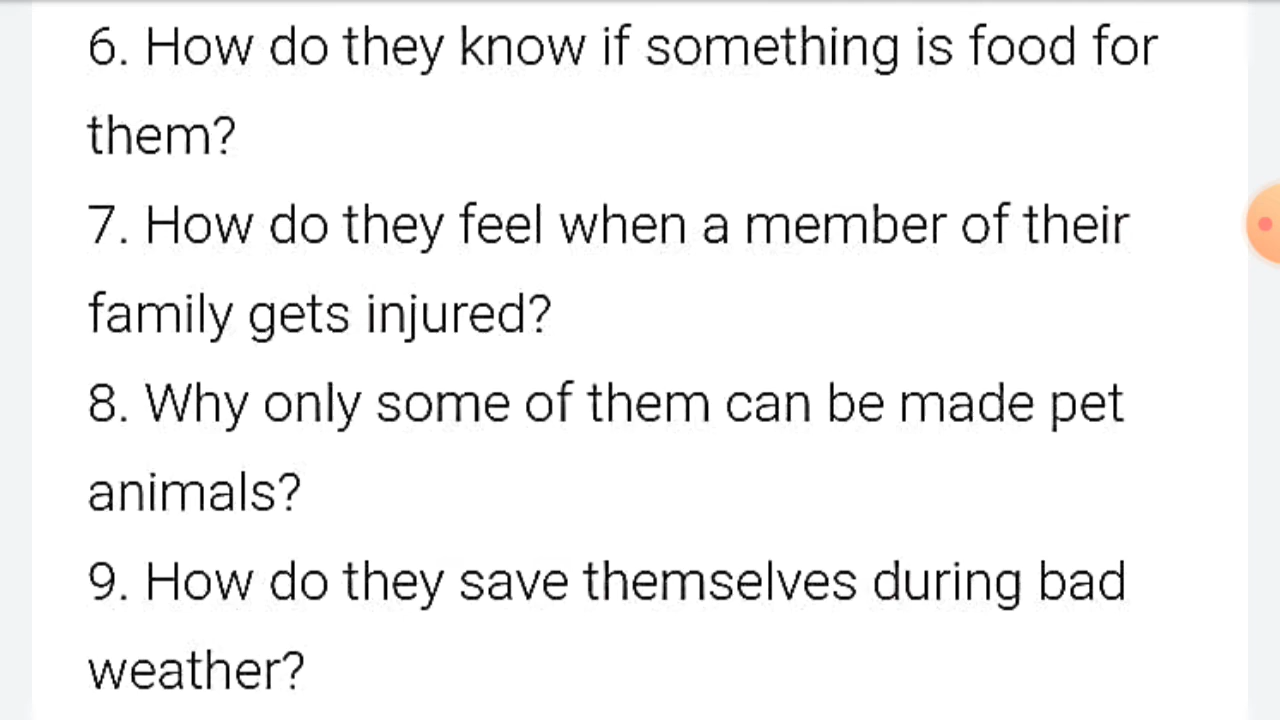 6. How do they know if something is food for
them?
7. How do they feel when a member of their
family gets injured?
8. Why only some of them can be made pet
animals?
9. How do they save themselves during bad
weather?